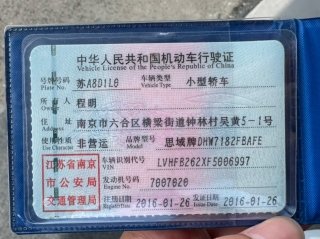 中华人民共和国机动车行驶证
Vehicle License of the People's Republic of China
号牌号码 苏A8D1L0 车辆类型 小型轿车
Plate No. Vehicle Type
所有人 程明
Owner
住址 南京市六合区横梁街道钟林村吴黄5-1号
Address
使用性质 非营运 品牌型号 思域牌DHW7182FBAFE
Use Character Model
江苏省南京
市公安局
交通管理局
车辆识别代号 LVHFB262XF5006997
VIN
发动机号码 7007020
Engine No.
注册日期 2016-01-26 发证日期 2016-01-26
Register Date Issue Date